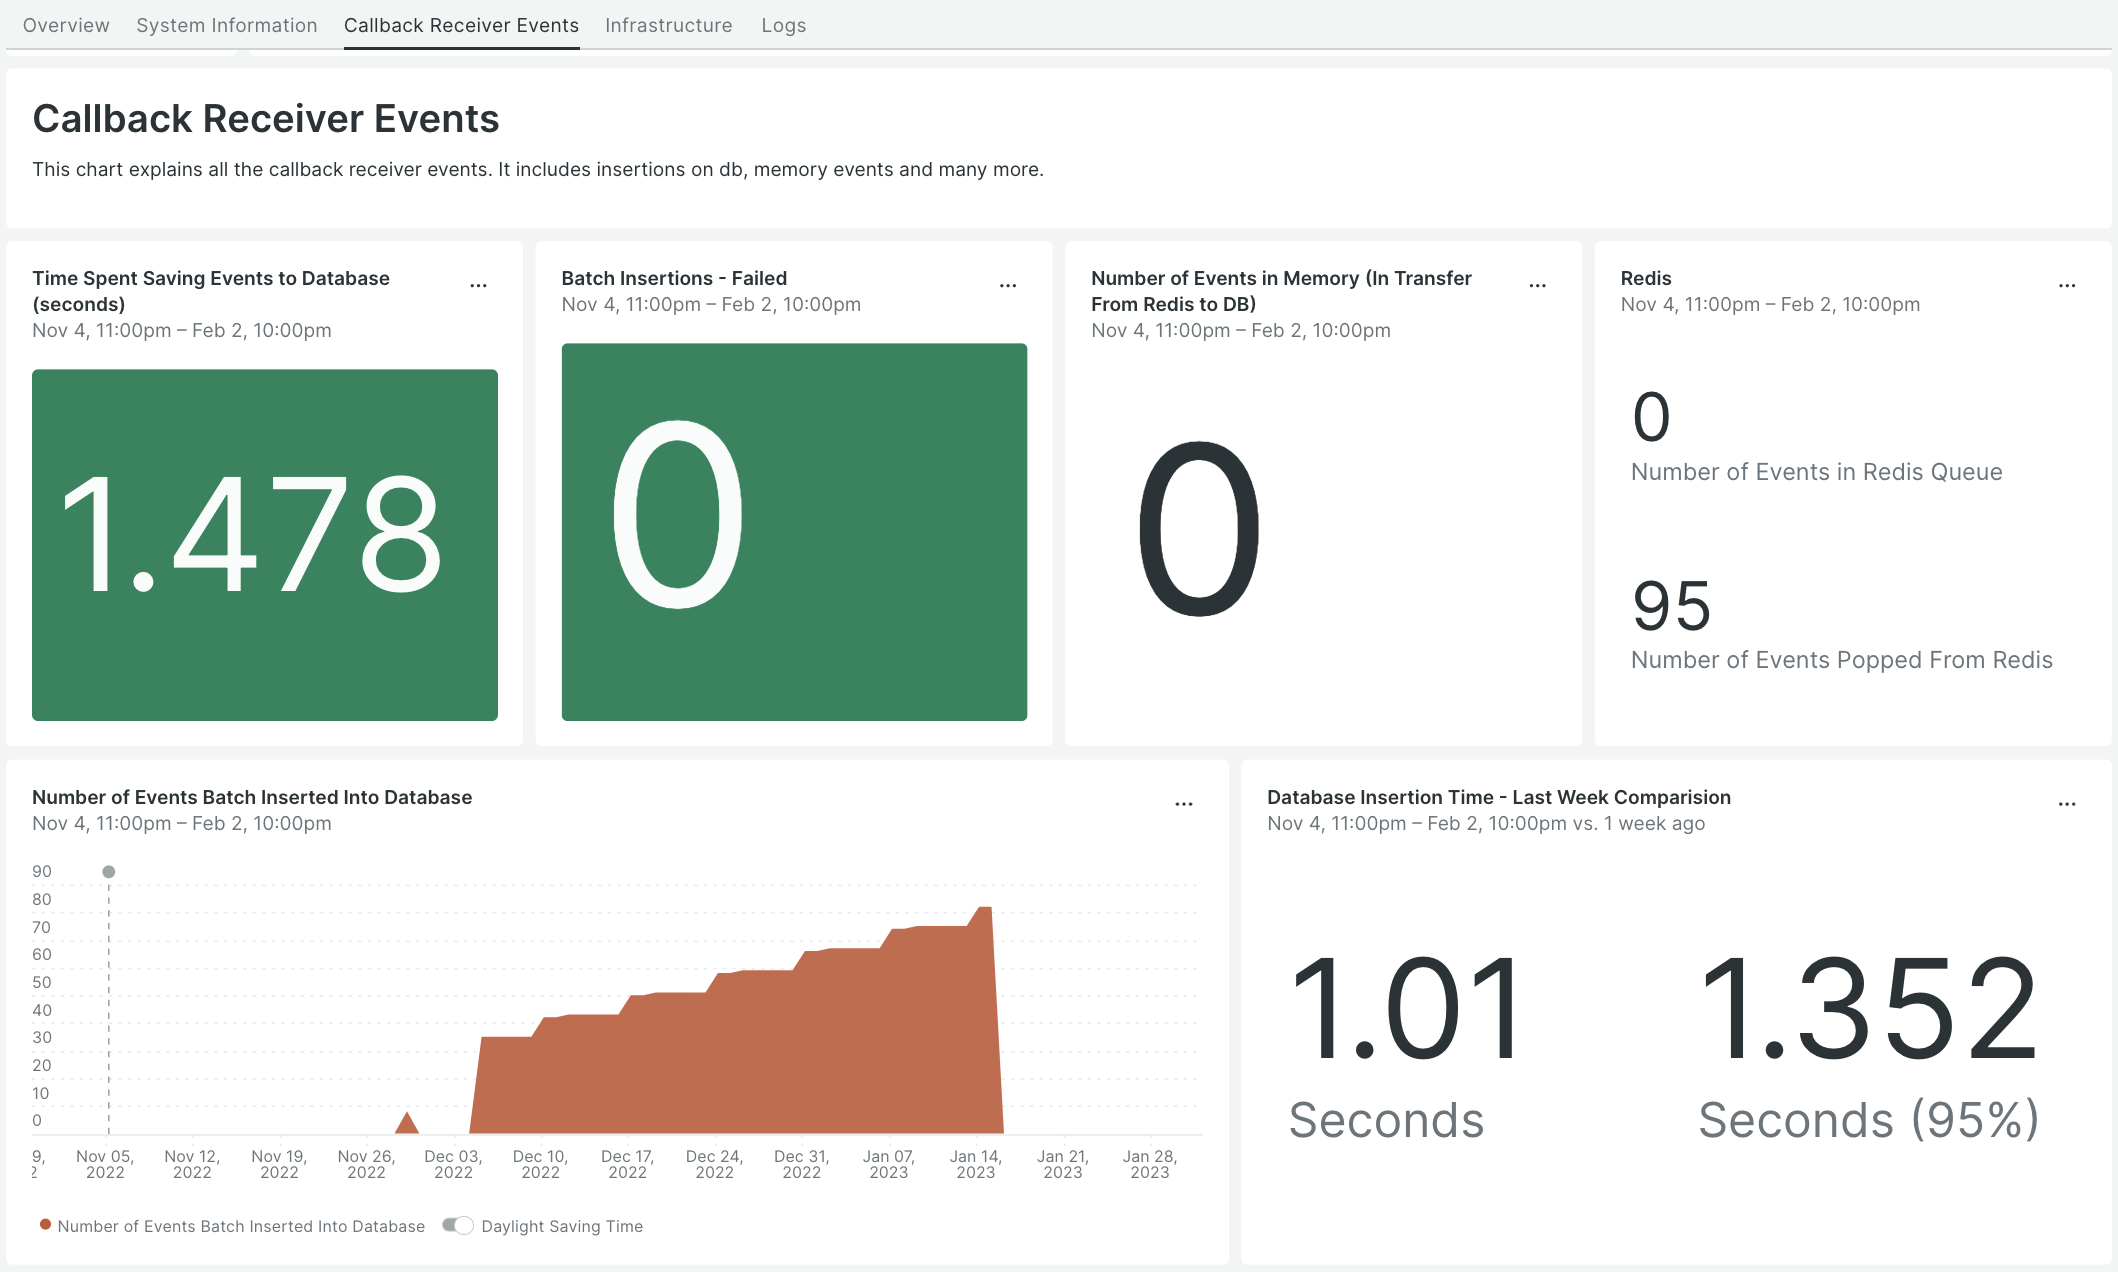 Overview System Information Callback Receiver Events Infrastructure Logs
Callback Receiver Events
This chart explains all the callback receiver events. It includes insertions on db, memory events and many more.
Time Spent Saving Events to Database
(seconds)
Nov 4, 11:00pm – Feb 2, 10:00pm
1.478
Batch Insertions - Failed
Nov 4, 11:00pm – Feb 2, 10:00pm
0
Number of Events in Memory (In Transfer
From Redis to DB)
Nov 4, 11:00pm – Feb 2, 10:00pm
0
Redis
Nov 4, 11:00pm – Feb 2, 10:00pm
0
Number of Events in Redis Queue
95
Number of Events Popped From Redis
Number of Events Batch Inserted Into Database
Nov 4, 11:00pm – Feb 2, 10:00pm
90
80
70
60
50
40
30
20
10
0
9, Nov 05, Nov 12, Nov 19, Nov 26, Dec 03, Dec 10, Dec 17, Dec 24, Dec 31, Jan 07, Jan 14, Jan 21, Jan 28,
2 2022 2022 2022 2022 2022 2022 2022 2022 2022 2023 2023 2023 2023
Number of Events Batch Inserted Into Database Daylight Saving Time
Database Insertion Time - Last Week Comparision
Nov 4, 11:00pm – Feb 2, 10:00pm vs. 1 week ago
1.01 1.352
Seconds Seconds (95%)